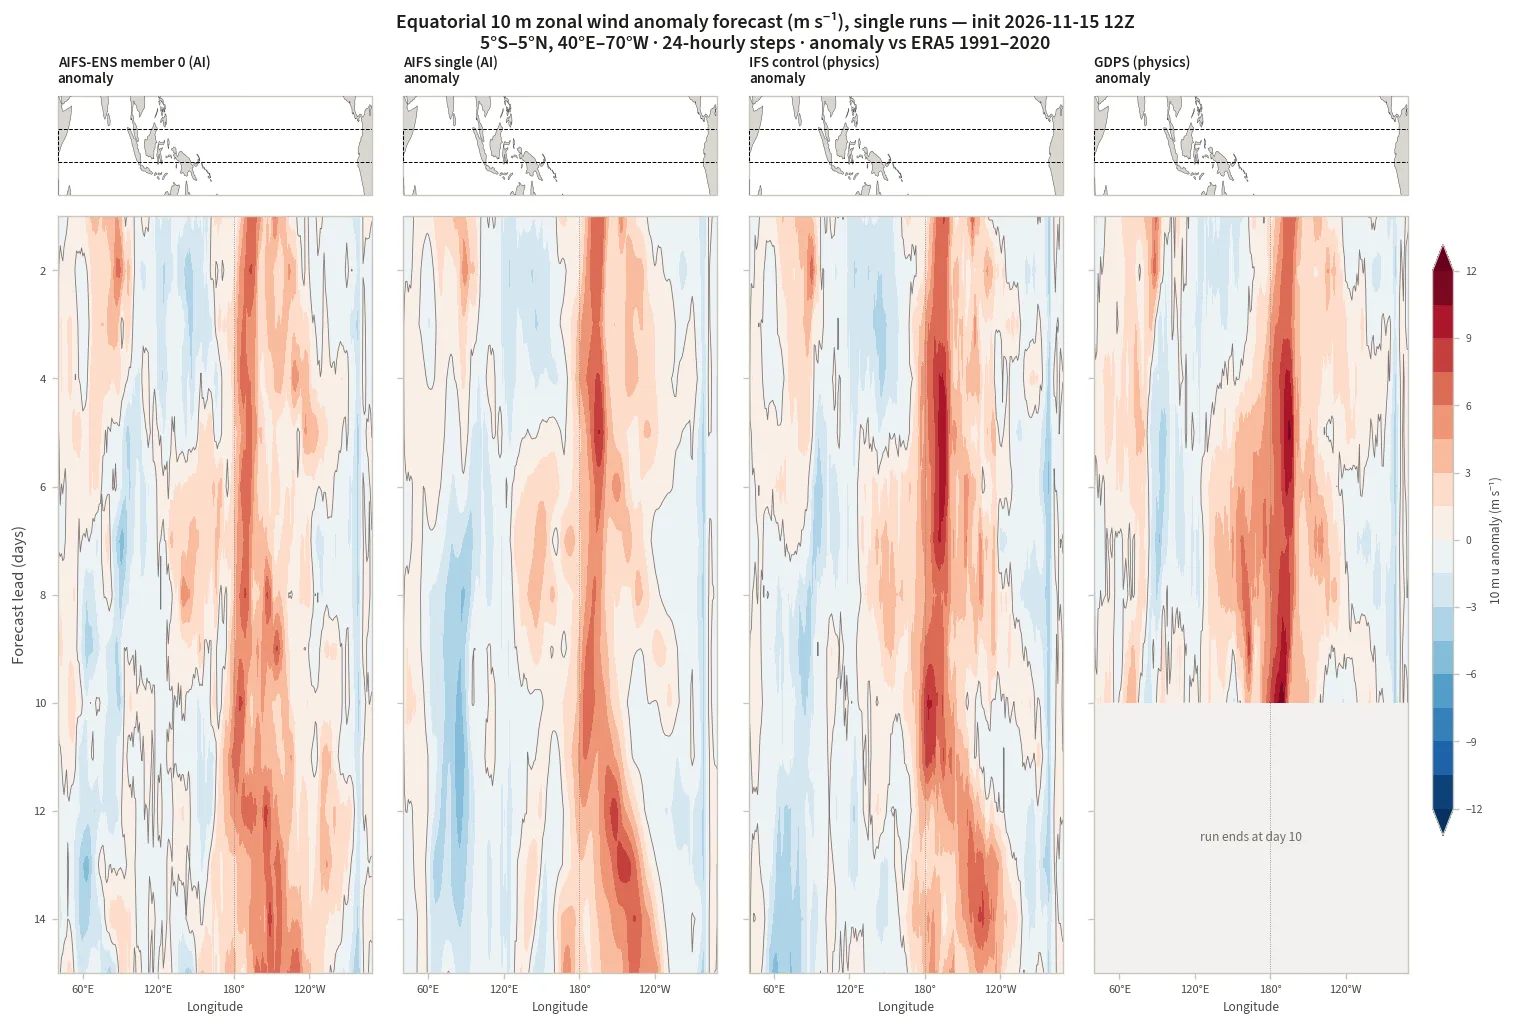 Equatorial 10 m zonal wind anomaly forecast (m s⁻¹), single runs — init 2026-11-15 12Z
5°S–5°N, 40°E–70°W · 24-hourly steps · anomaly vs ERA5 1991–2020
AIFS-ENS member 0 (AI)
anomaly
AIFS single (AI)
anomaly
IFS control (physics)
anomaly
GDPS (physics)
anomaly
Forecast lead (days)
2
4
6
8
10
12
14
run ends at day 10
60°E 120°E 180° 120°W
60°E 120°E 180° 120°W
60°E 120°E 180° 120°W
60°E 120°E 180° 120°W
Longitude
Longitude
Longitude
Longitude
12
9
6
3
0
−3
−6
−9
−12
10 m u anomaly (m s⁻¹)